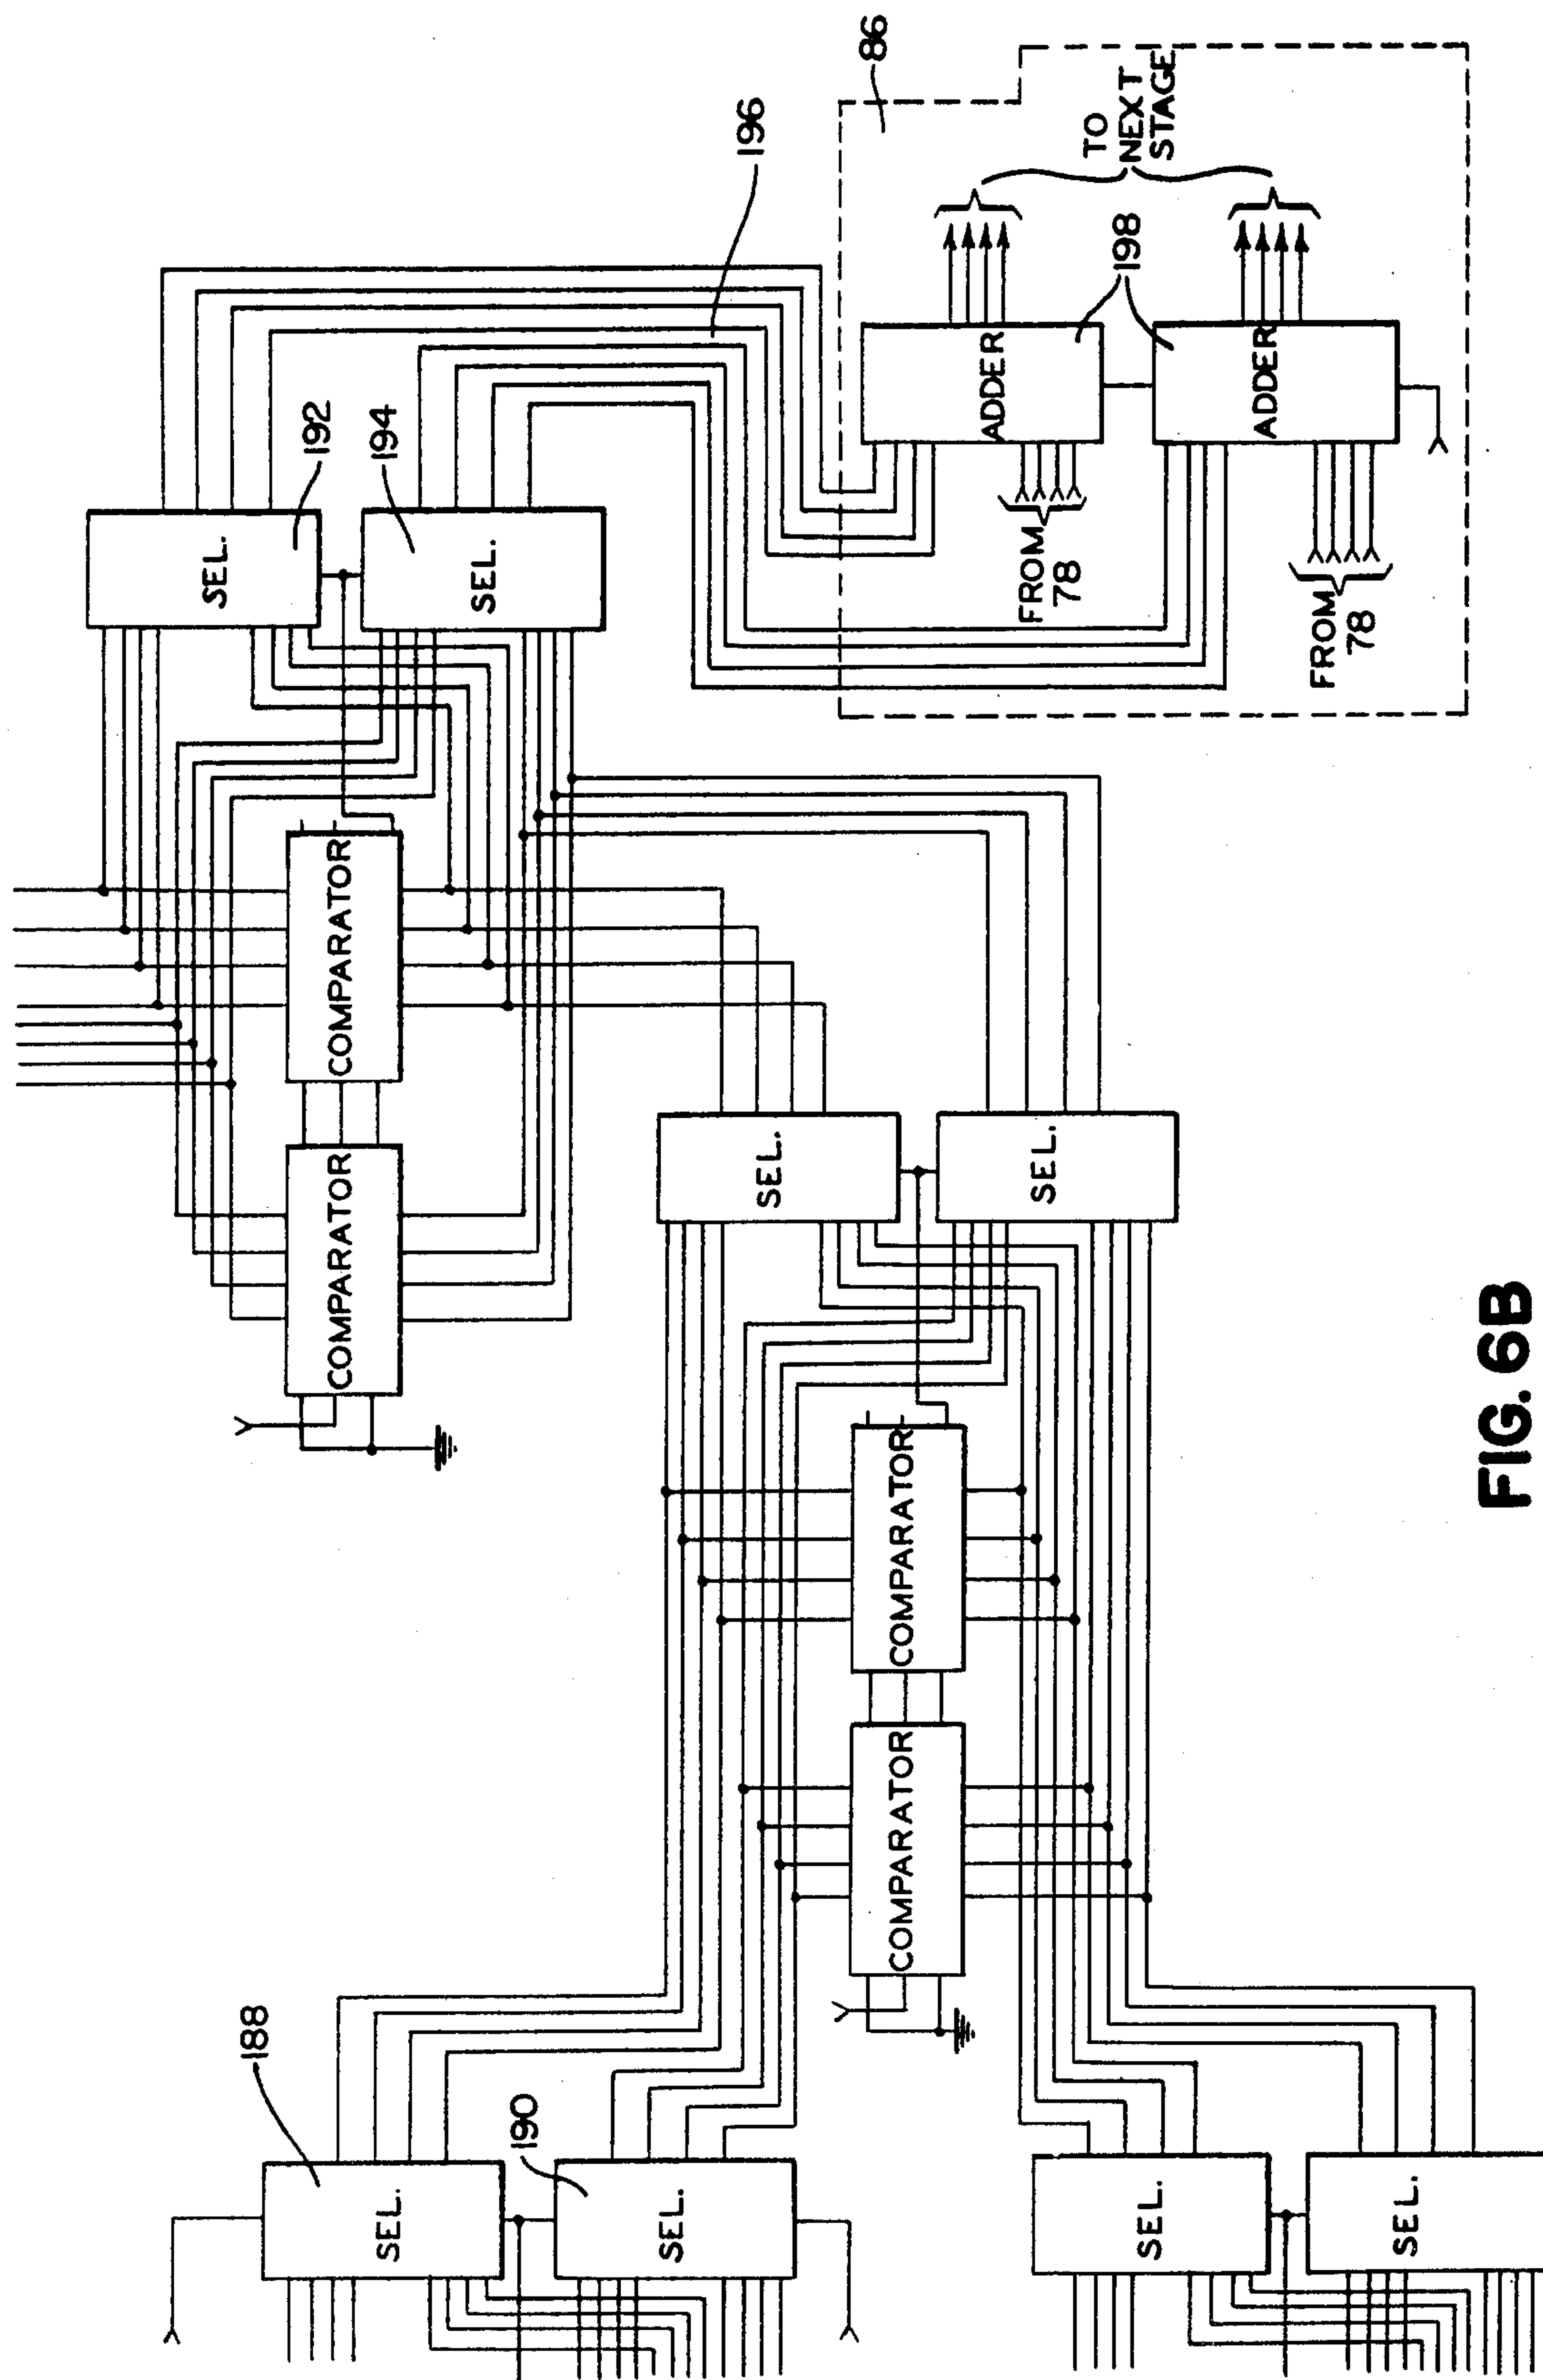 86
196
TO
NEXT
STAGE
198
ADDER
ADDER
FROM
78
FROM
78
192
194
SEL.
SEL.
COMPARATOR
COMPARATOR
SEL.
SEL.
COMPARATOR
COMPARATOR
188
190
SEL.
SEL.
SEL.
SEL.
FIG. 6B